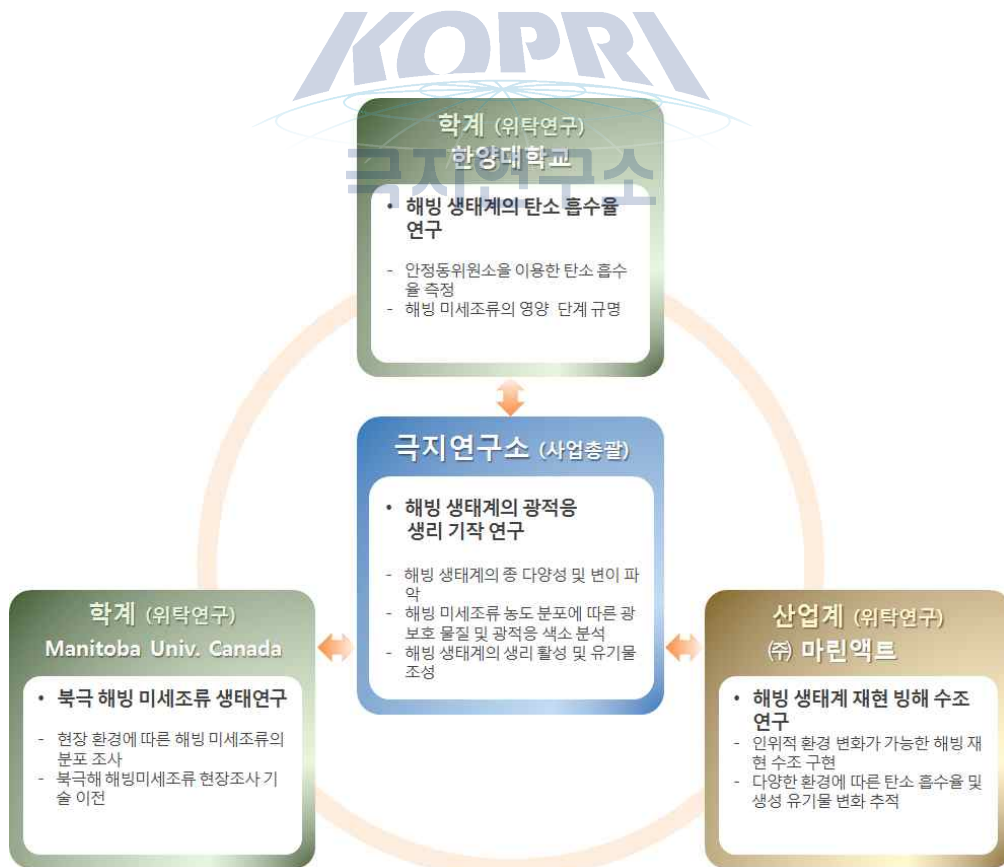 KOPRI
학계 (위탁연구)
한양대학교
극지연구소
• 해빙 생태계의 탄소 흡수율
연구
- 안정동위원소을 이용한 탄소 흡수
율 측정
- 해빙 미세조류의 영양 단계 규명
극지연구소 (사업총괄)
• 해빙 생태계의 광적응
생리 기작 연구
- 해빙 생태계의 종 다양성 및 변이 파
악
- 해빙 미세조류 농도 분포에 따른 광
보호 물질 및 광적응 색소 분석
- 해빙 생태계의 생리 활성 및 유기물
조성
학계 (위탁연구)
Manitoba Univ. Canada
• 북극 해빙 미세조류 생태연구
- 현장 환경에 따른 해빙 미세조류의
분포 조사
- 북극해 해빙미세조류 현장조사 기
술 이전
산업계 (위탁연구)
㈜ 마린액트
• 해빙 생태계 재현 빙해 수조
연구
- 인위적 환경 변화가 가능한 해빙 재
현 수조 구현
- 다양한 환경에 따른 탄소 흡수율 및
생성 유기물 변화 추적